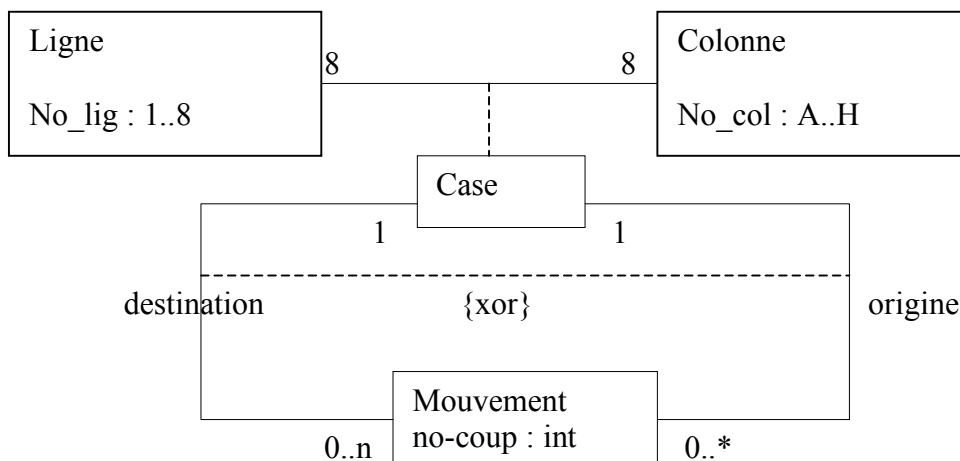 Ligne
Colonne
8
8
No_lig : 1..8
No_col : A..H
Case
1
1
destination
{xor}
origine
Mouvement
no-coup : int
0..n
0..*